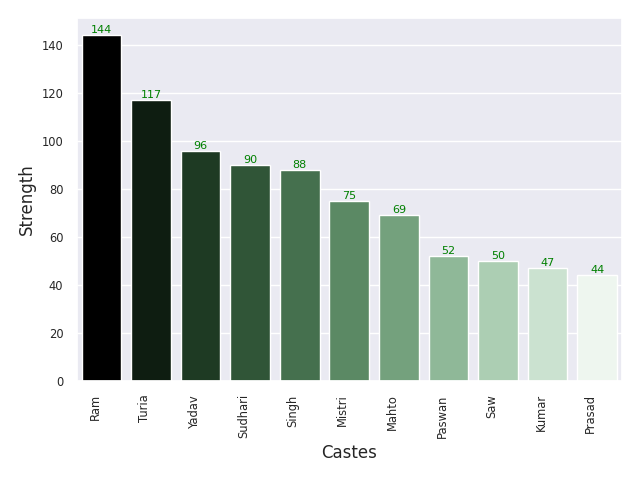 144
117
96
90
88
75
69
52
50
47
44
140
120
100
80
60
40
20
0
Strength
Ram
Turia
Yadav
Sudhari
Singh
Mistri
Mahto
Paswan
Saw
Kumar
Prasad
Castes